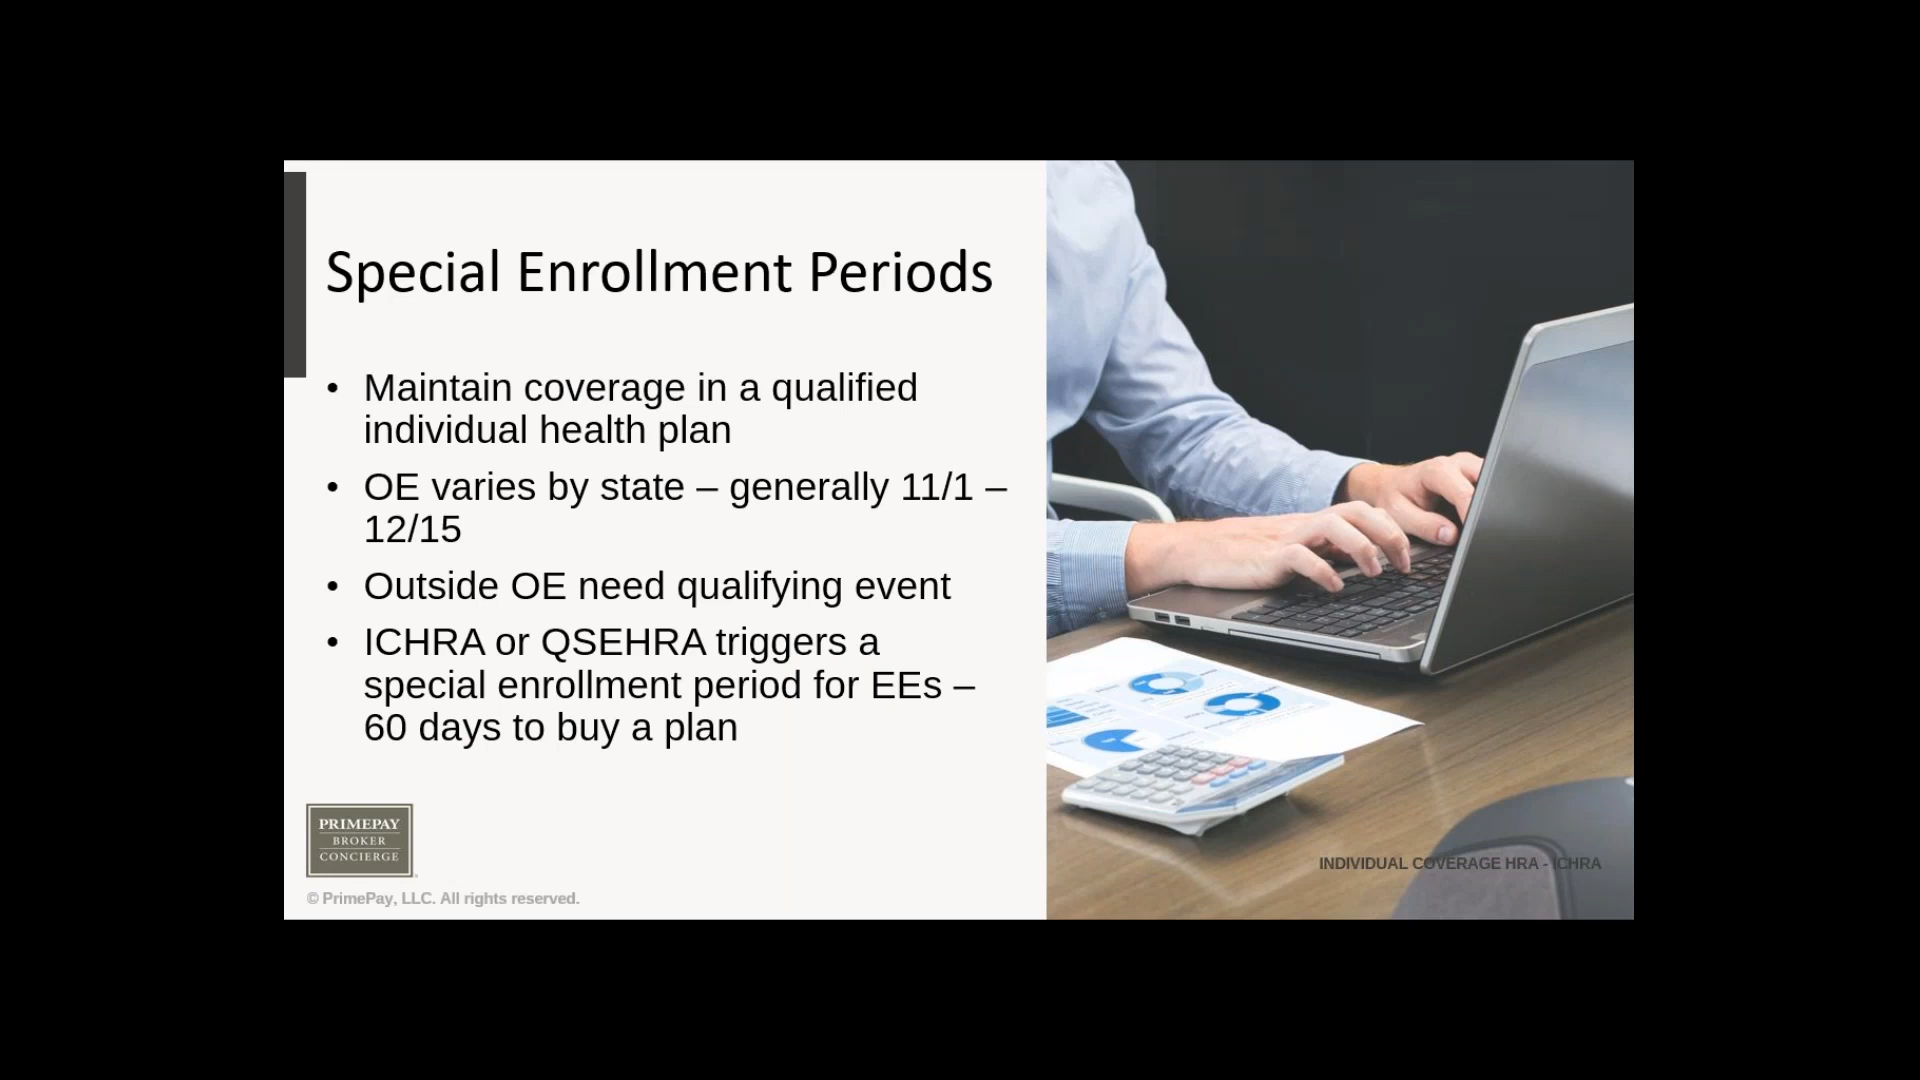 Special Enrollment Periods
• Maintain coverage in a qualified
individual health plan
• OE varies by state – generally 11/1 –
12/15
• Outside OE need qualifying event
• ICHRA or QSEHRA triggers a
special enrollment period for EEs –
60 days to buy a plan
PRIMEPAY
BROKER
CONCIERGE
© PrimePay, LLC. All rights reserved.
INDIVIDUAL COVERAGE HRA - ICHRA